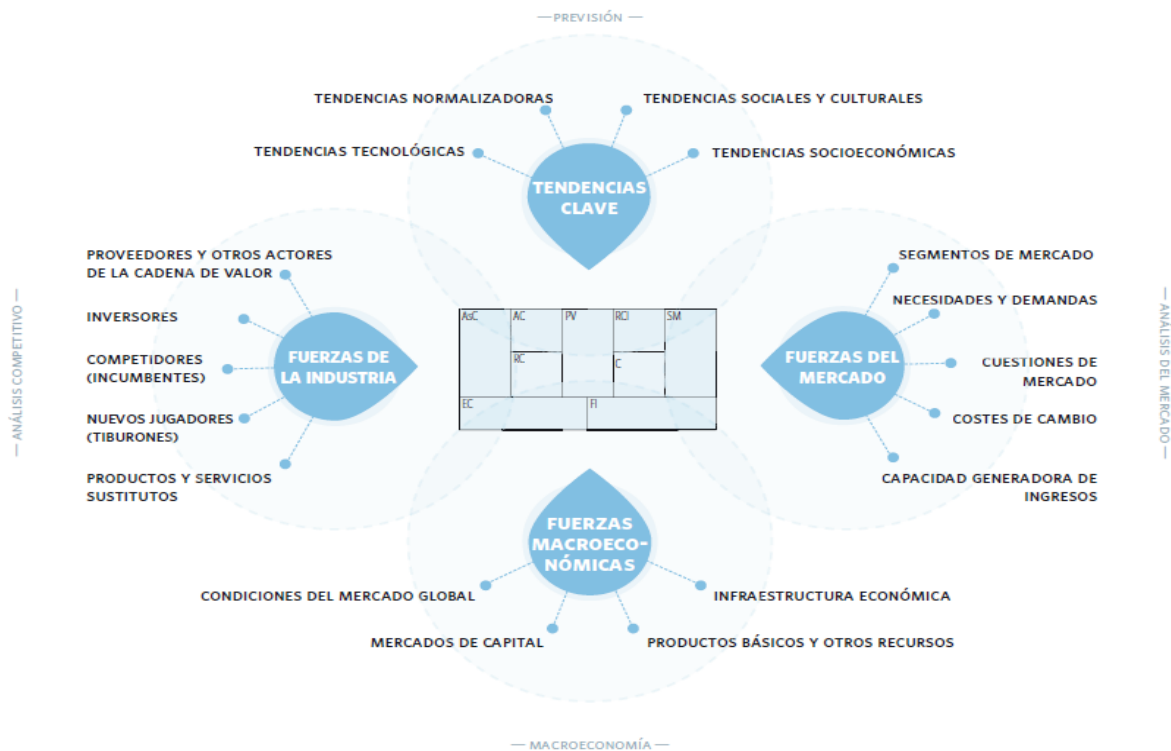 — PREVISIÓN —
TENDENCIAS NORMALIZADORAS
TENDENCIAS SOCIALES Y CULTURALES
TENDENCIAS TECNOLÓGICAS
TENDENCIAS SOCIOECONÓMICAS
TENDENCIAS
CLAVE
— ANÁLISIS COMPETITIVO —
PROVEEDORES Y OTROS ACTORES
DE LA CADENA DE VALOR
INVERSORES
COMPETIDORES
(INCUMBENTES)
NUEVOS JUGADORES
(TIBURONES)
PRODUCTOS Y SERVICIOS
SUSTITUTOS
FUERZAS DE
LA INDUSTRIA
AsC
AC
PV
RCl
SM
RC
C
EC
FI
FUERZAS DEL
MERCADO
SEGMENTOS DE MERCADO
NECESIDADES Y DEMANDAS
CUESTIONES DE
MERCADO
COSTES DE CAMBIO
CAPACIDAD GENERADORA DE
INGRESOS
— ANÁLISIS DEL MERCADO —
FUERZAS
MACROECO-
NÓMICAS
CONDICIONES DEL MERCADO GLOBAL
INFRAESTRUCTURA ECONÓMICA
MERCADOS DE CAPITAL
PRODUCTOS BÁSICOS Y OTROS RECURSOS
— MACROECONOMÍA —